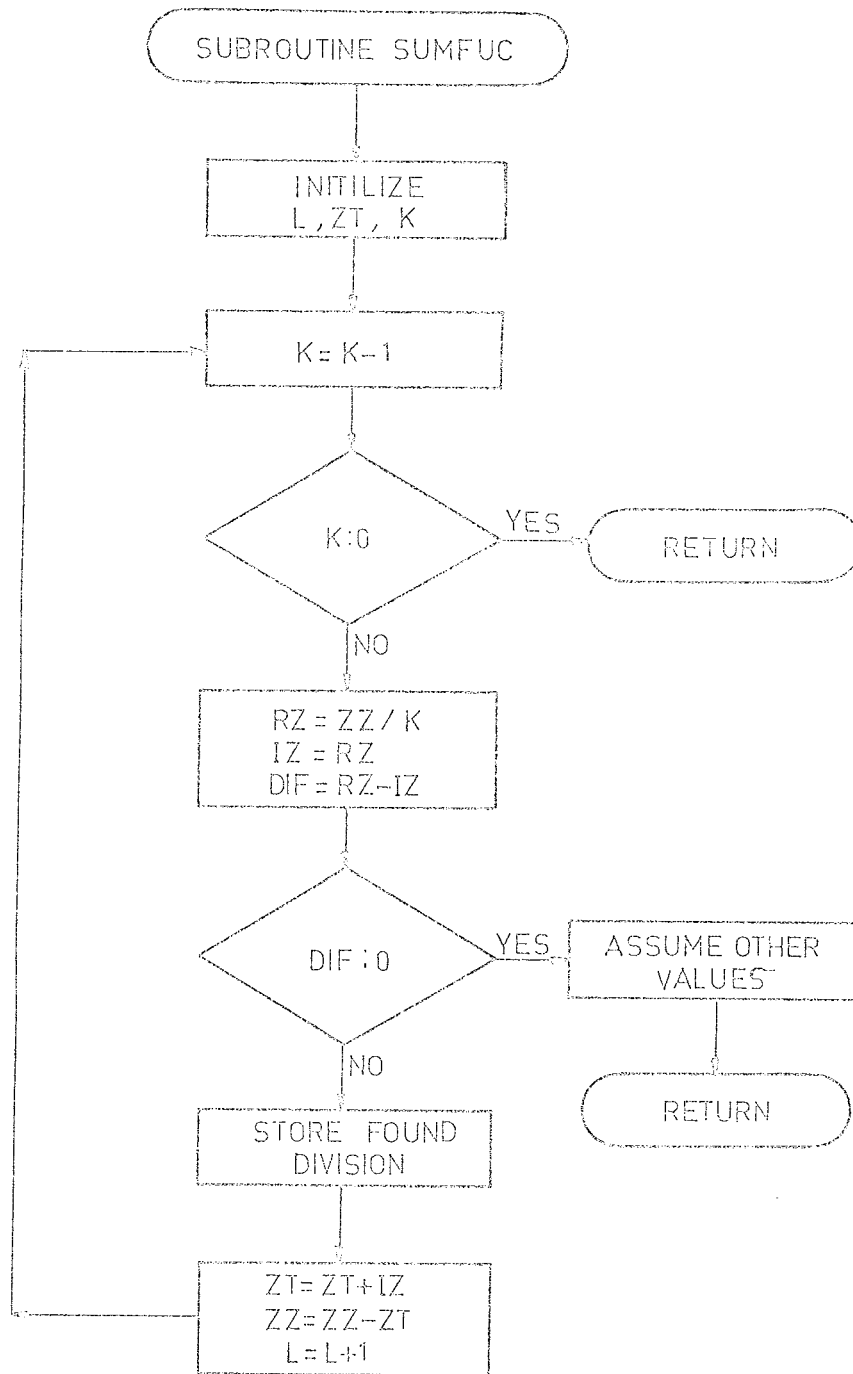 SUBROUTINE SUMFUC
INITILIZE
L, ZT, K
K = K-1
K:0
YES
RETURN
NO
RZ = ZZ / K
IZ = RZ
DIF = RZ-IZ
DIF:0
YES
ASSUME OTHER
VALUES
NO
RETURN
STORE FOUND
DIVISION
ZT=ZT+IZ
ZZ=ZZ-ZT
L=L+1